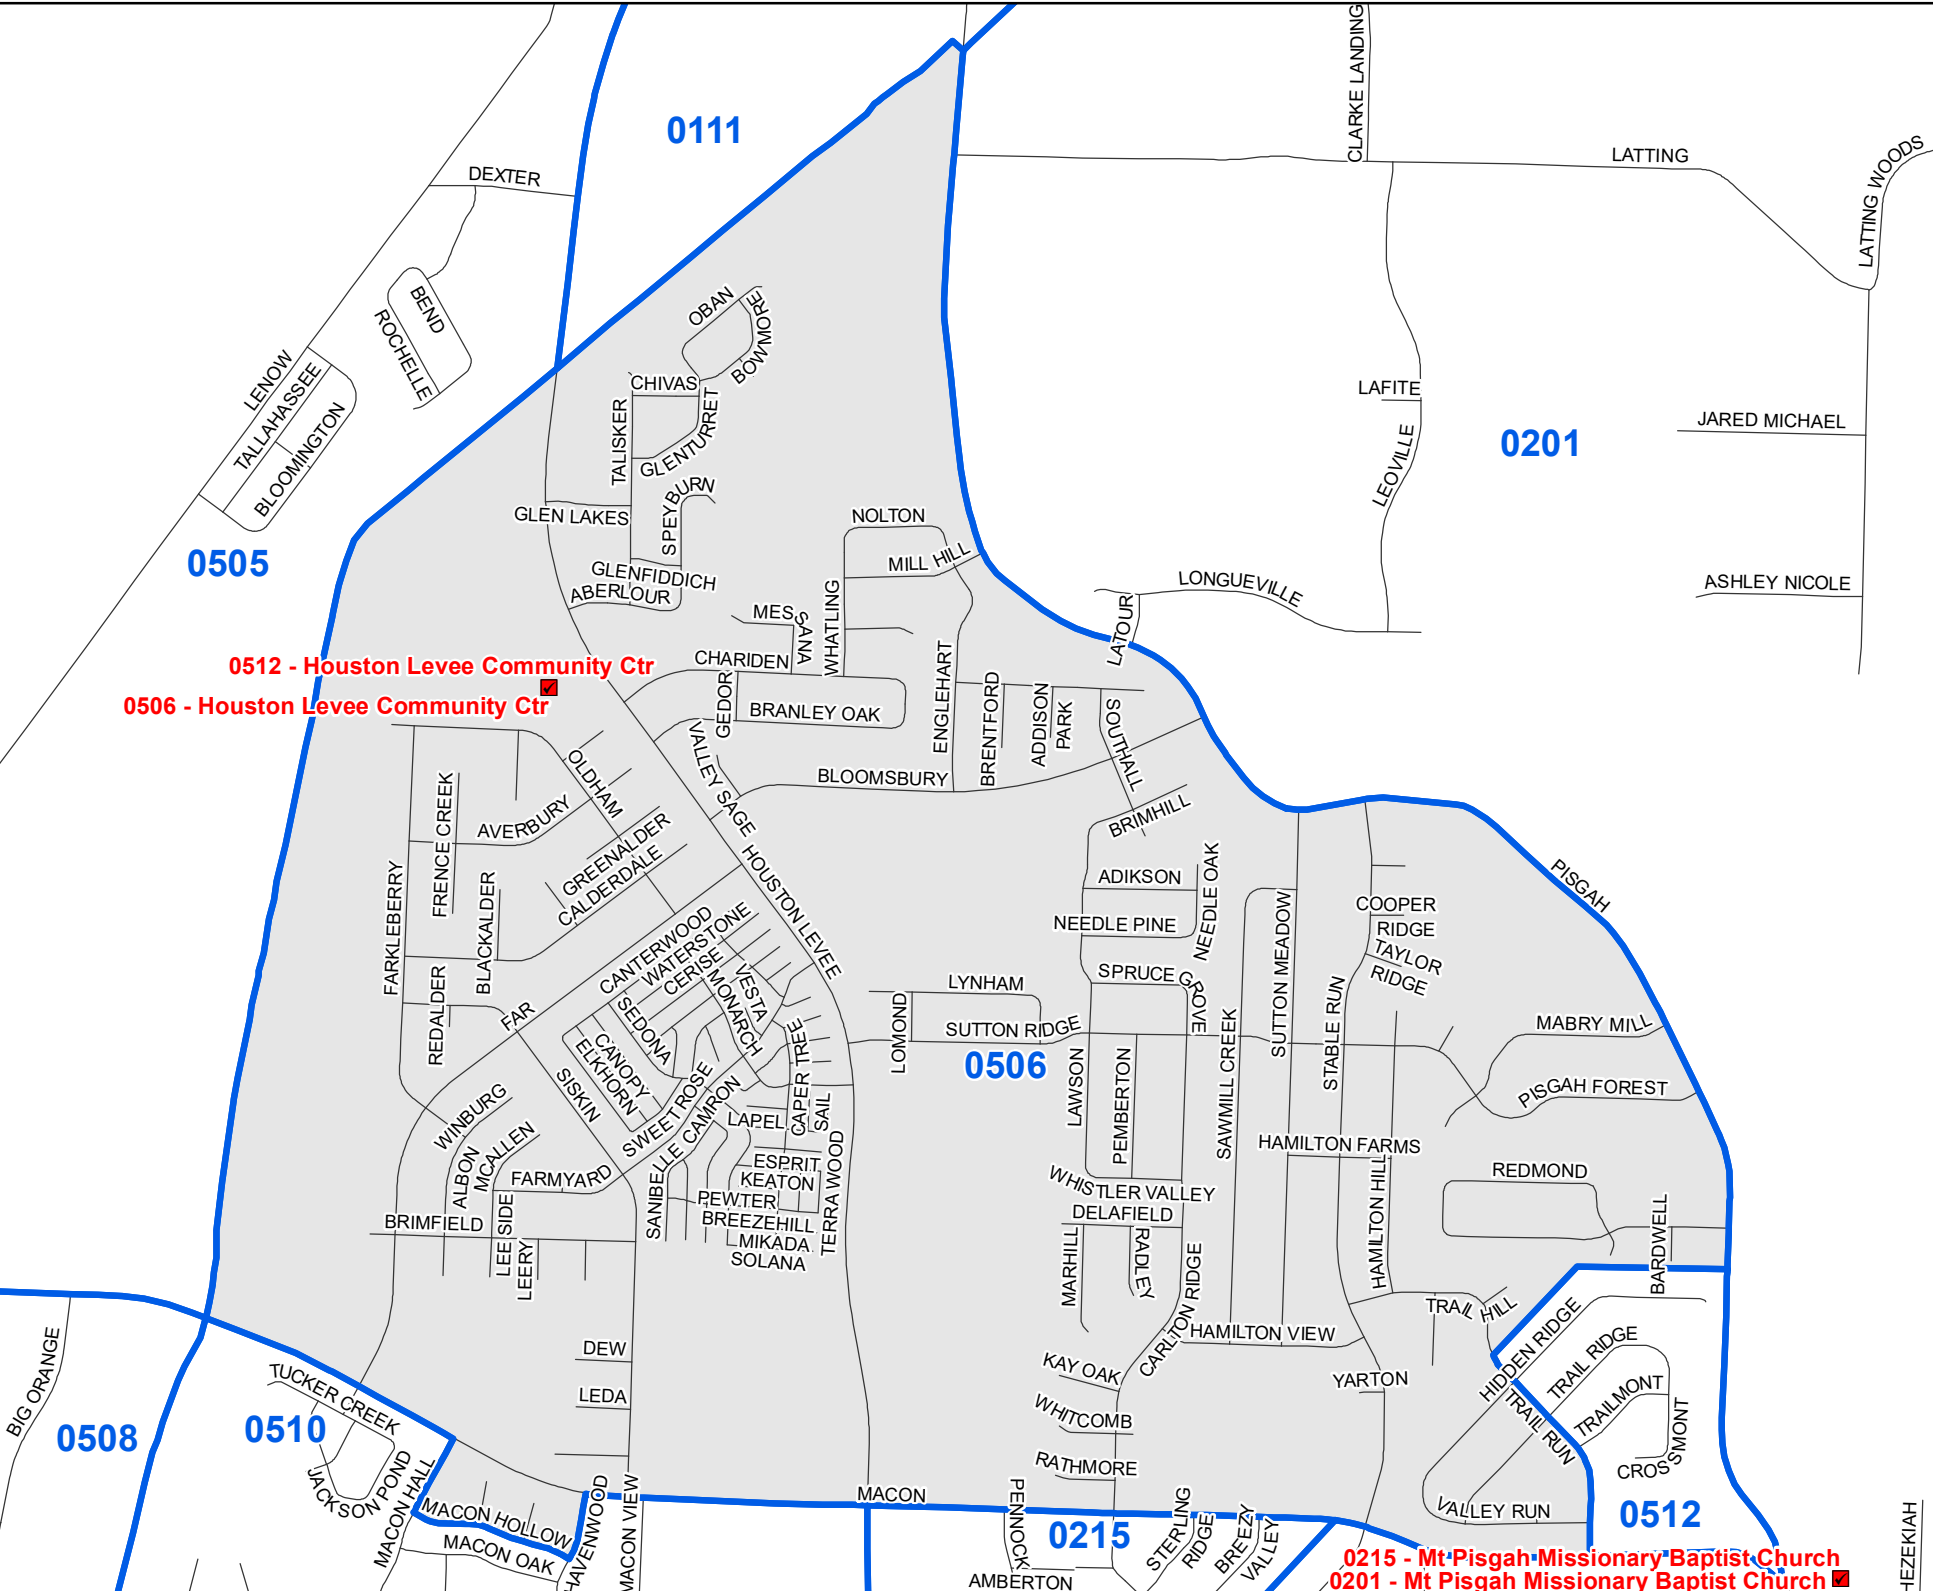 CLARKE LANDING
0111
LATTING
LATTING WOODS
DEXTER
BEND
ROCHELLE
OBAN
BOWMORE
LENOW
TALLAHASSEE
BLOOMINGTON
CHIVAS
TALISKER
GLENTURRET
LAFITE
LEOVILLE
0201
JARED MICHAEL
SPEYBURN
GLEN LAKES
NOLTON
0505
MILL HILL
GLENFIDDICH
ABERLOUR
LONGUEVILLE
ASHLEY NICOLE
MESSANA
WHATLING
LATOUR
0512 - Houston Levee Community Ctr
0506 - Houston Levee Community Ctr
CHARIDEN
GEDOR
BRANLEY OAK
ENGLEHART
BRENTFORD
ADDISON
PARK
SOUTHALL
VALLEY SAGE
BLOOMSBURY
OLDHAM
FRENCE CREEK
AVERBURY
BRIMHILL
GREENALDER
CALDERDALE
HOUSTON LEVEE
FARKLEBERRY
BLACKALDER
ADIKSON
NEEDLE OAK
NEEDLE PINE
PISGAH
COOPER
RIDGE
TAYLOR
RIDGE
CANTERWOOD
WATERSTONE
CERISE
VESTA
MONARCH
SEDONA
SUTTON MEADOW
SPRUCE GROVE
LYNHAM
LOMOND
SUTTON RIDGE
STABLE RUN
REDALDER
FAR
MABRY MILL
CANOPY
ELKHORN
SISKIN
CAPER TREE
SAIL
0506
LAWSON
PEMBERTON
SAWMILL CREEK
PISGAH FOREST
SWEET ROSE
CAMRON
SANIBELLE
LAPEL
WINBURG
ALBON
MCALLEN
FARMYARD
ESPRIT
KEATON
TERRA WOOD
HAMILTON FARMS
HAMILTON HILL
REDMOND
WHISTLER VALLEY
PEWTER
BREEZEHILL
MIKADA
SOLANA
DELAFIELD
BRIMFIELD
LEE SIDE
LEERY
MARHILL
RADLEY
CARLTON RIDGE
BARDWELL
TRAIL HILL
HAMILTON VIEW
HIDDEN RIDGE
TRAIL RIDGE
BIG ORANGE
DEW
TUCKER CREEK
KAY OAK
LEDA
YARTON
TRAILMONT
TRAIL RUN
0508
0510
WHITCOMB
CROSSMONT
RATHMORE
JACKSON POND
MACON HALL
MACON
MACON HOLLOW
HAVENWOOD
MACON VIEW
MACON OAK
PENNOCK
0215
STERLING
RIDGE
BREEZY
VALLEY
VALLEY RUN
0512
HEZEKIAH
0215 - Mt Pisgah Missionary Baptist Church
0201 - Mt Pisgah Missionary Baptist Church
AMBERTON